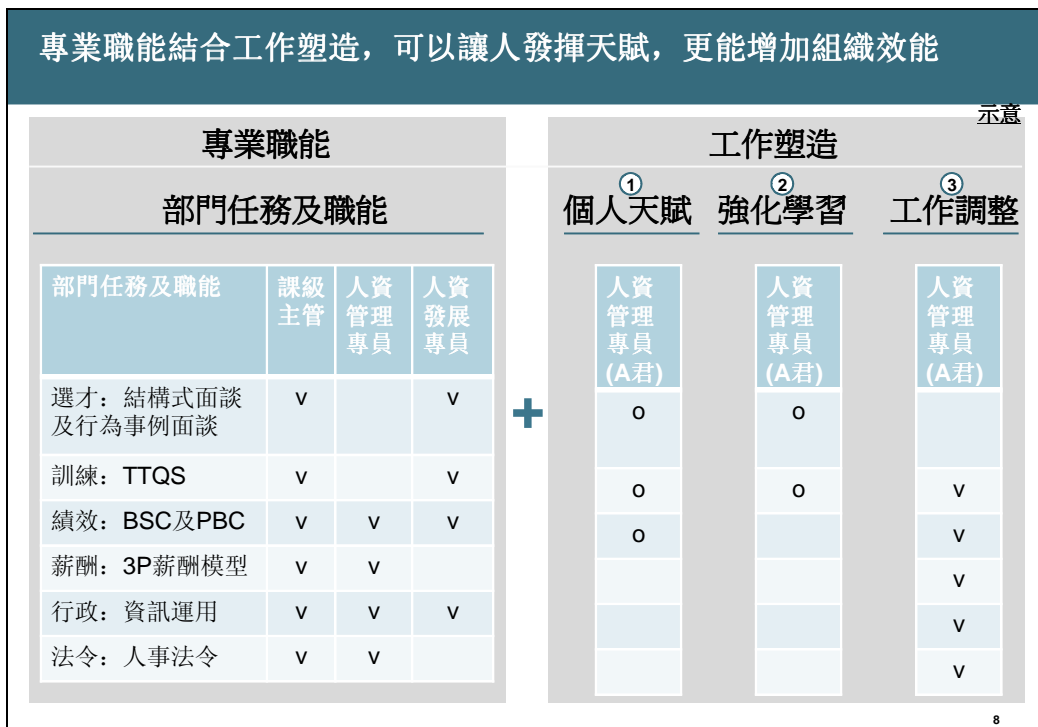 專業職能結合工作塑造，可以讓人發揮天賦，更能增加組織效能
示意
專業職能
部門任務及職能
部門任務及職能 課級主管 人資管理專員 人資發展專員
選才：結構式面談及行為事例面談 v v
訓練：TTQS v v
績效：BSC及PBC v v v
薪酬：3P薪酬模型 v v
行政：資訊運用 v v v
法令：人事法令 v v
+
工作塑造
① 個人天賦
人資
管理
專員
(A君)
o
o
o
② 強化學習
人資
管理
專員
(A君)
o
o
③ 工作調整
人資
管理
專員
(A君)
v
v
v
v
v
8